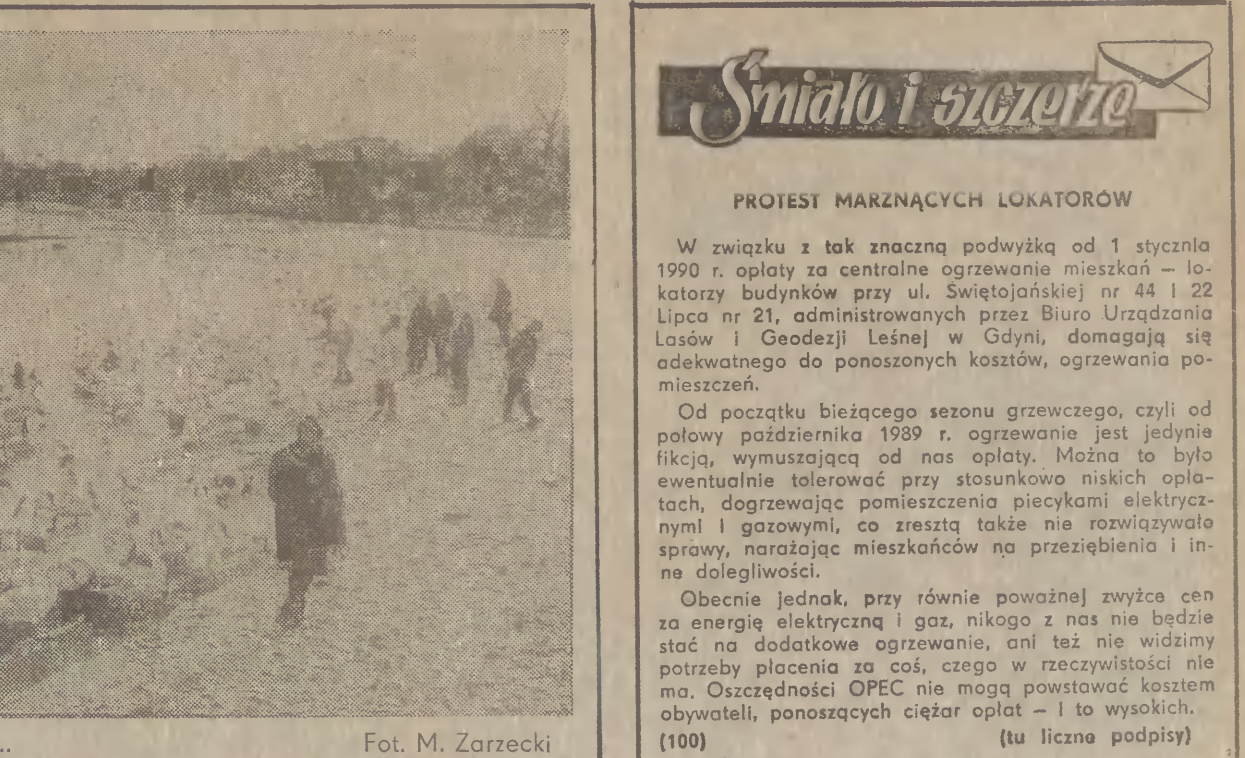 ..
Fot. M. Zarzecki
Śmiało i szczerze
PROTEST MARZNĄCYCH LOKATORÓW
W związku z tak znaczną podwyżką od 1 stycznia
1990 r. opłaty za centralne ogrzewanie mieszkań — lo-
katorzy budynków przy ul. Świętojańskiej nr 44 i 22
Lipca nr 21, administrowanych przez Biuro Urządzania
Lasów i Geodezji Leśnej w Gdyni, domagają się
adekwatnego do ponoszonych kosztów, ogrzewania po-
mieszczeń.
Od początku bieżącego sezonu grzewczego, czyli od
połowy października 1989 r. ogrzewanie jest jedynie
fikcją, wymuszającą od nas opłaty. Można to było
ewentualnie tolerować przy stosunkowo niskich opła-
tach, dogrzewając pomieszczenia piecykami elektrycz-
nymi i gazowymi, co zresztą także nie rozwiązywało
sprawy, narażając mieszkańców na przeziębienia i in-
ne dolegliwości.
Obecnie jednak, przy równie poważnej zwyżce cen
za energię elektryczną i gaz, nikogo z nas nie będzie
stać na dodatkowe ogrzewanie, ani też nie widzimy
potrzeby płacenia za coś, czego w rzeczywistości nie
ma. Oszczędności OPEC nie mogą powstawać kosztem
obywateli, ponoszących ciężar opłat — i to wysokich.
(100) (tu liczne podpisy)